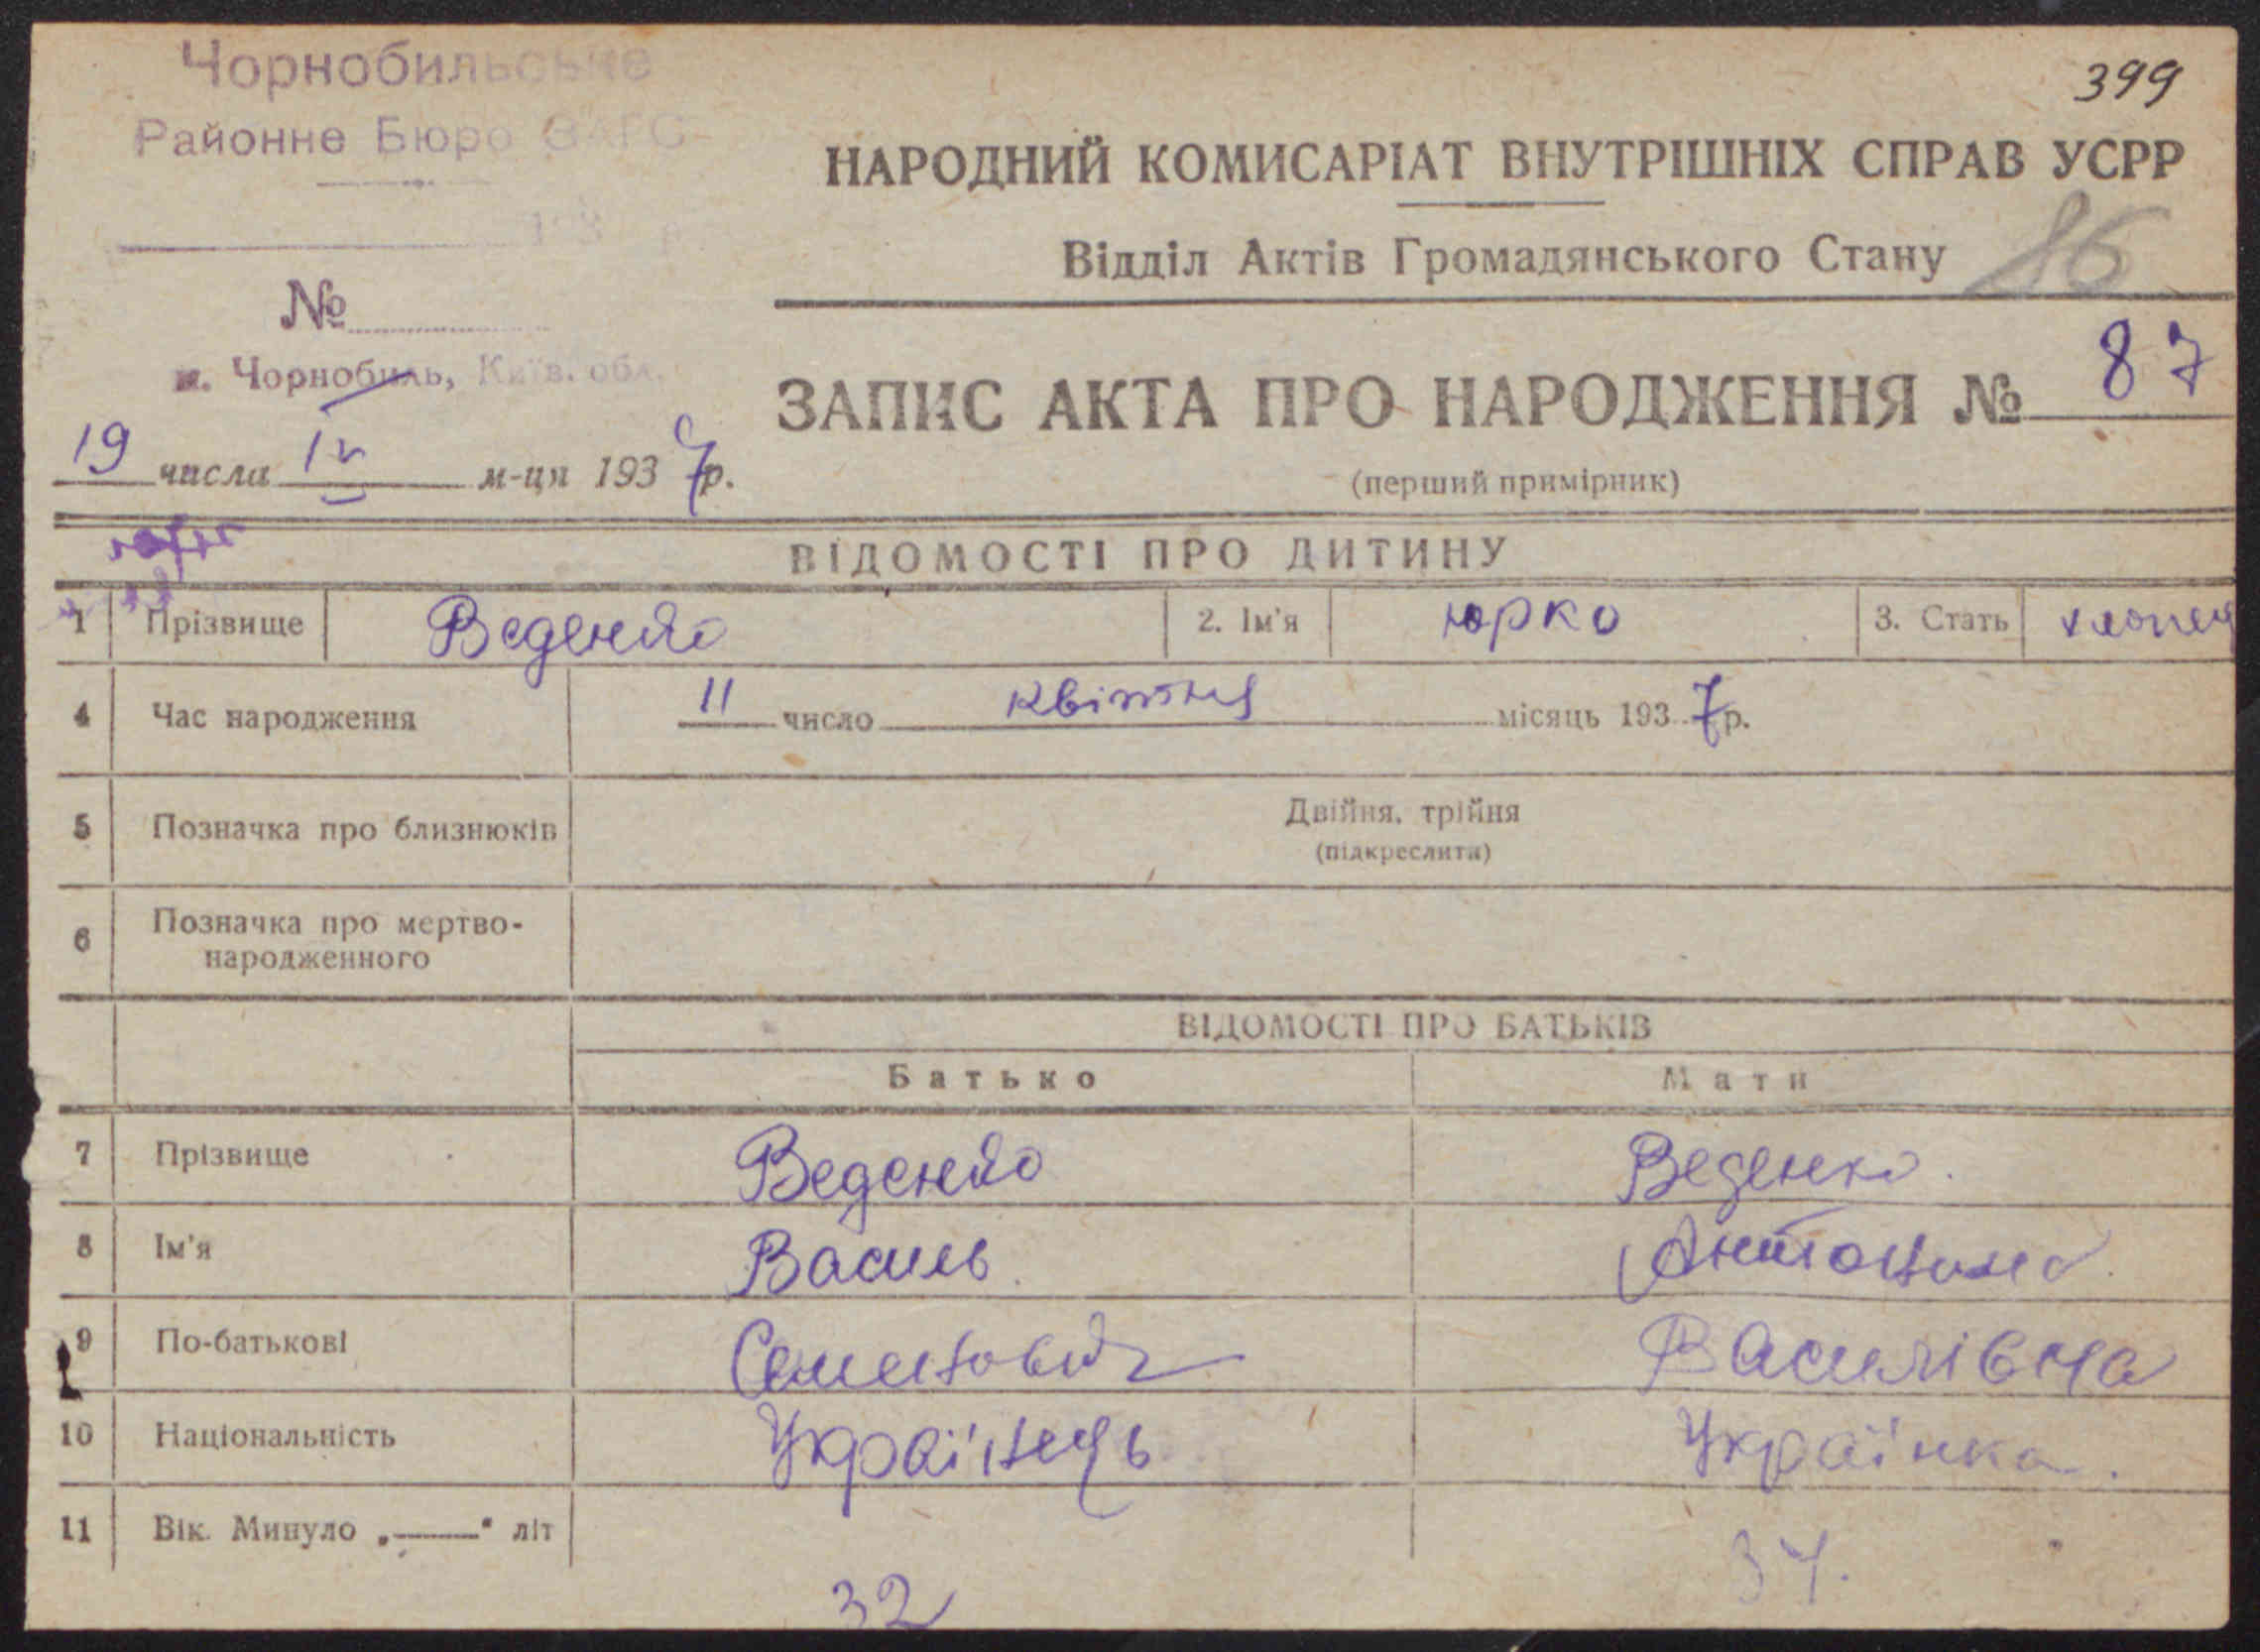 Чорнобильське
399
Районне Бюро ЗАГС
НАРОДНИЙ КОМИСАРІАТ ВНУТРІШНІХ СПРАВ УСРР
193 р.
Відділ Актів Громадянського Стану 86
№
м. Чорнобиль, Київ. обл.
ЗАПИС АКТА ПРО НАРОДЖЕННЯ № 87
19 числа IV м-ця 1937 р.
(перший примірник)
ВІДОМОСТІ ПРО ДИТИНУ
1 Прізвище Веденко 2. Ім'я Юрко 3. Стать хлопець
4 Час народження 11 число квітня місяць 1937 р.
5 Позначка про близнюків Двійня, трійня
(підкреслити)
6 Позначка про мертво-
народженного
ВІДОМОСТІ ПРО БАТЬКІВ
Батько Мати
7 Прізвище Веденко Веденко.
8 Ім'я Василь Антоніна.
9 По-батькові Семенович Василівна
10 Національність Українець Українка.
11 Вік. Минуло „——“ літ
32